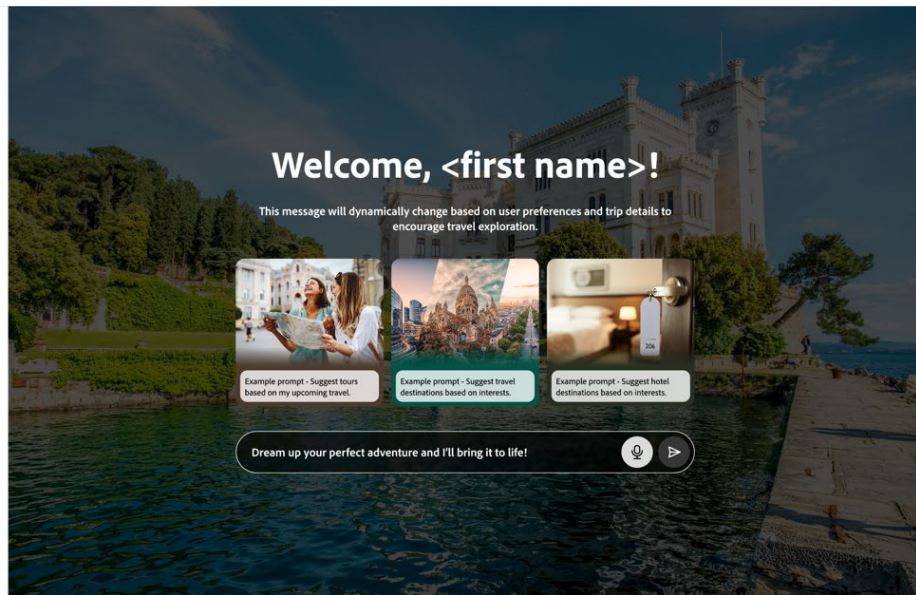 Welcome, <first name>!
This message will dynamically change based on user preferences and trip details to
encourage travel exploration.
206
Example prompt - Suggest tours
based on my upcoming travel.
Example prompt - Suggest travel
destinations based on interests.
Example prompt - Suggest hotel
destinations based on interests.
Dream up your perfect adventure and I'll bring it to life!